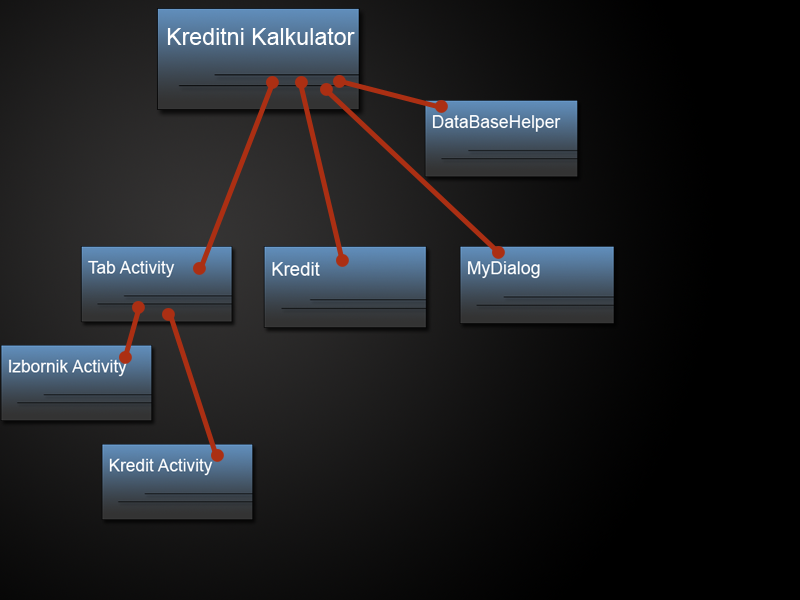 Kreditni Kalkulator
DataBaseHelper
Tab Activity
Kredit
MyDialog
Izbornik Activity
Kredit Activity